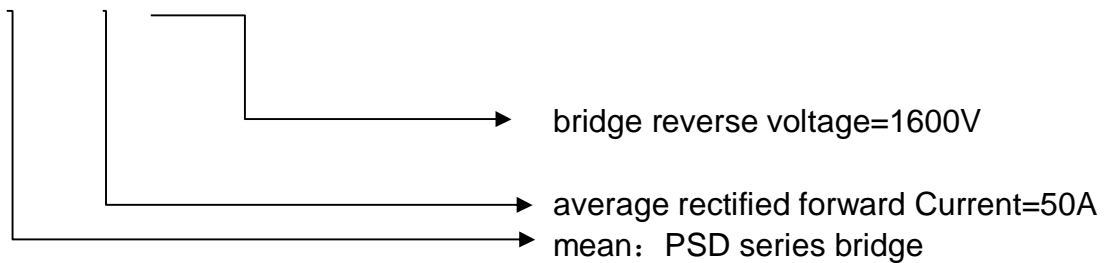 bridge reverse voltage=1600V
average rectified forward Current=50A
mean：PSD series bridge